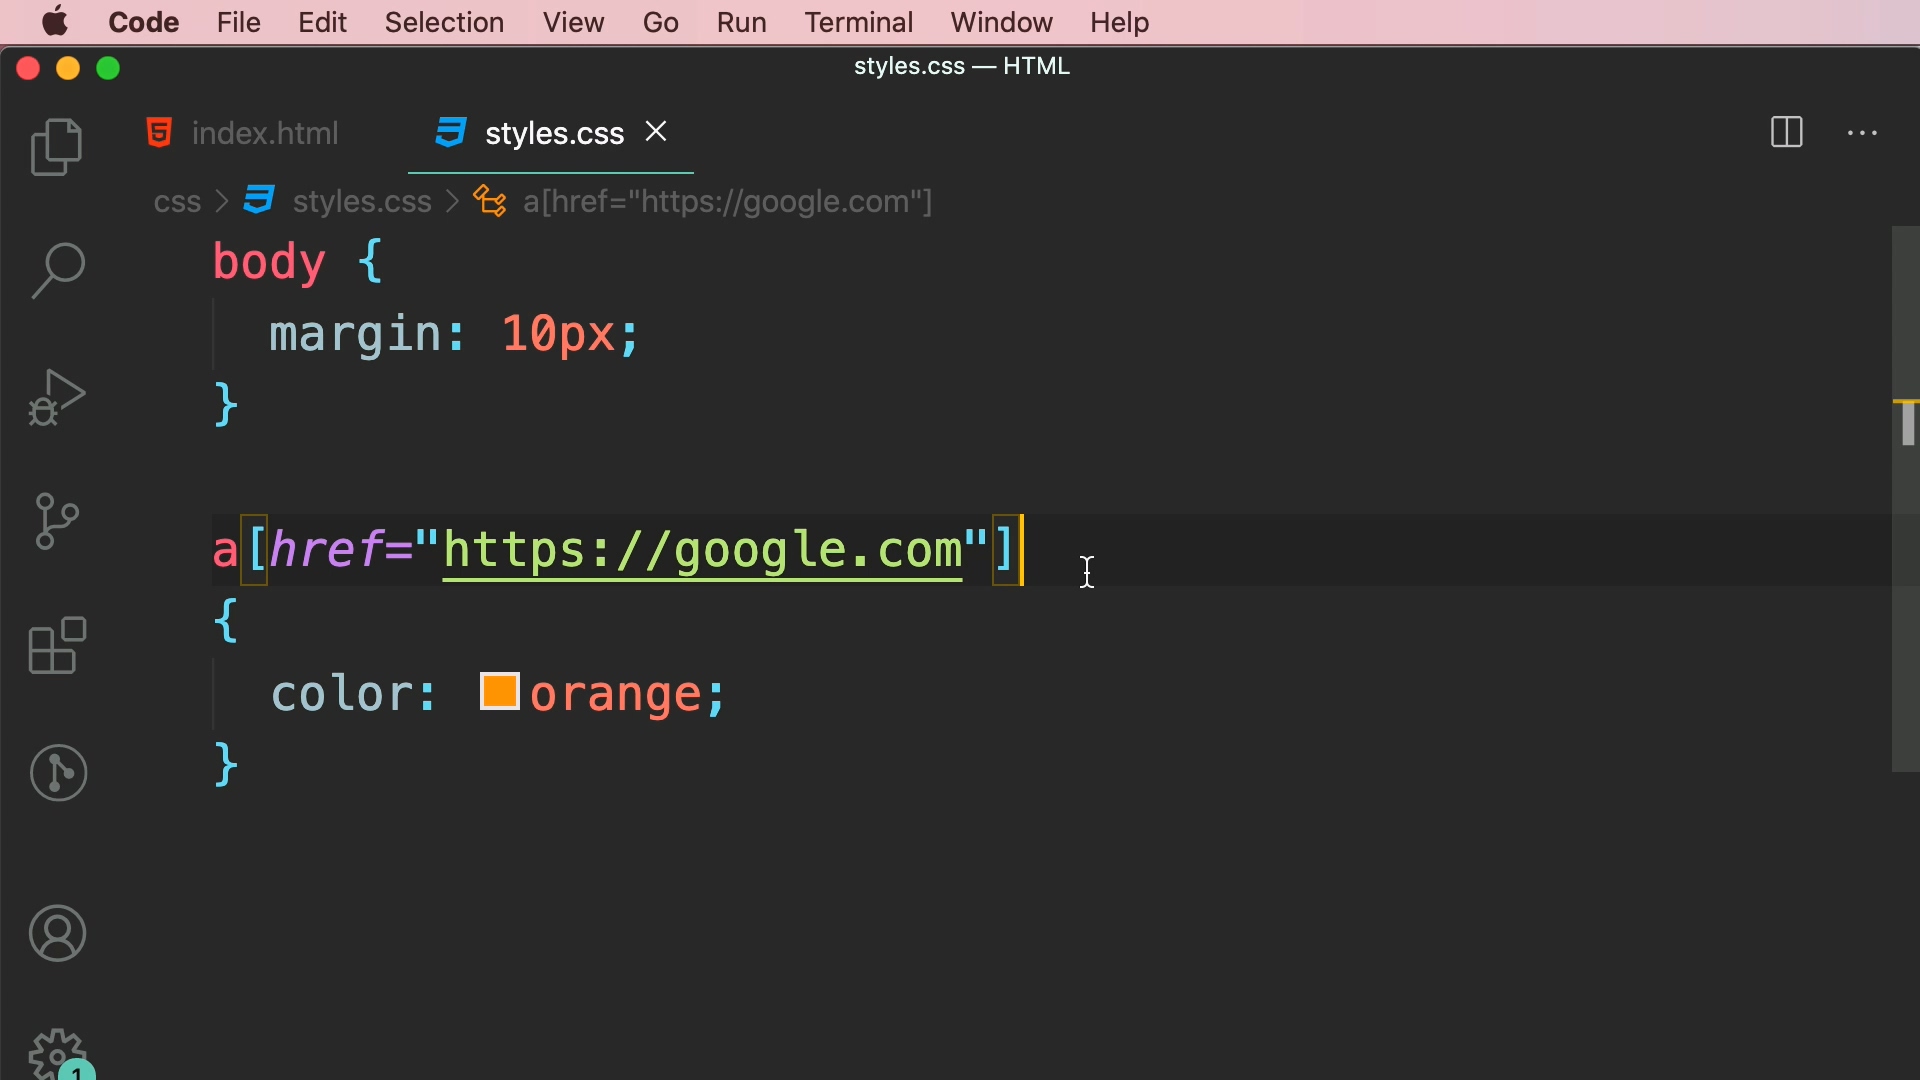 Code File Edit Selection View Go Run Terminal Window Help
styles.css — HTML
index.html styles.css
css > styles.css > a[href="https://google.com"]
body {
margin: 10px;
}
a[href="https://google.com"]
{
color: orange;
}
1